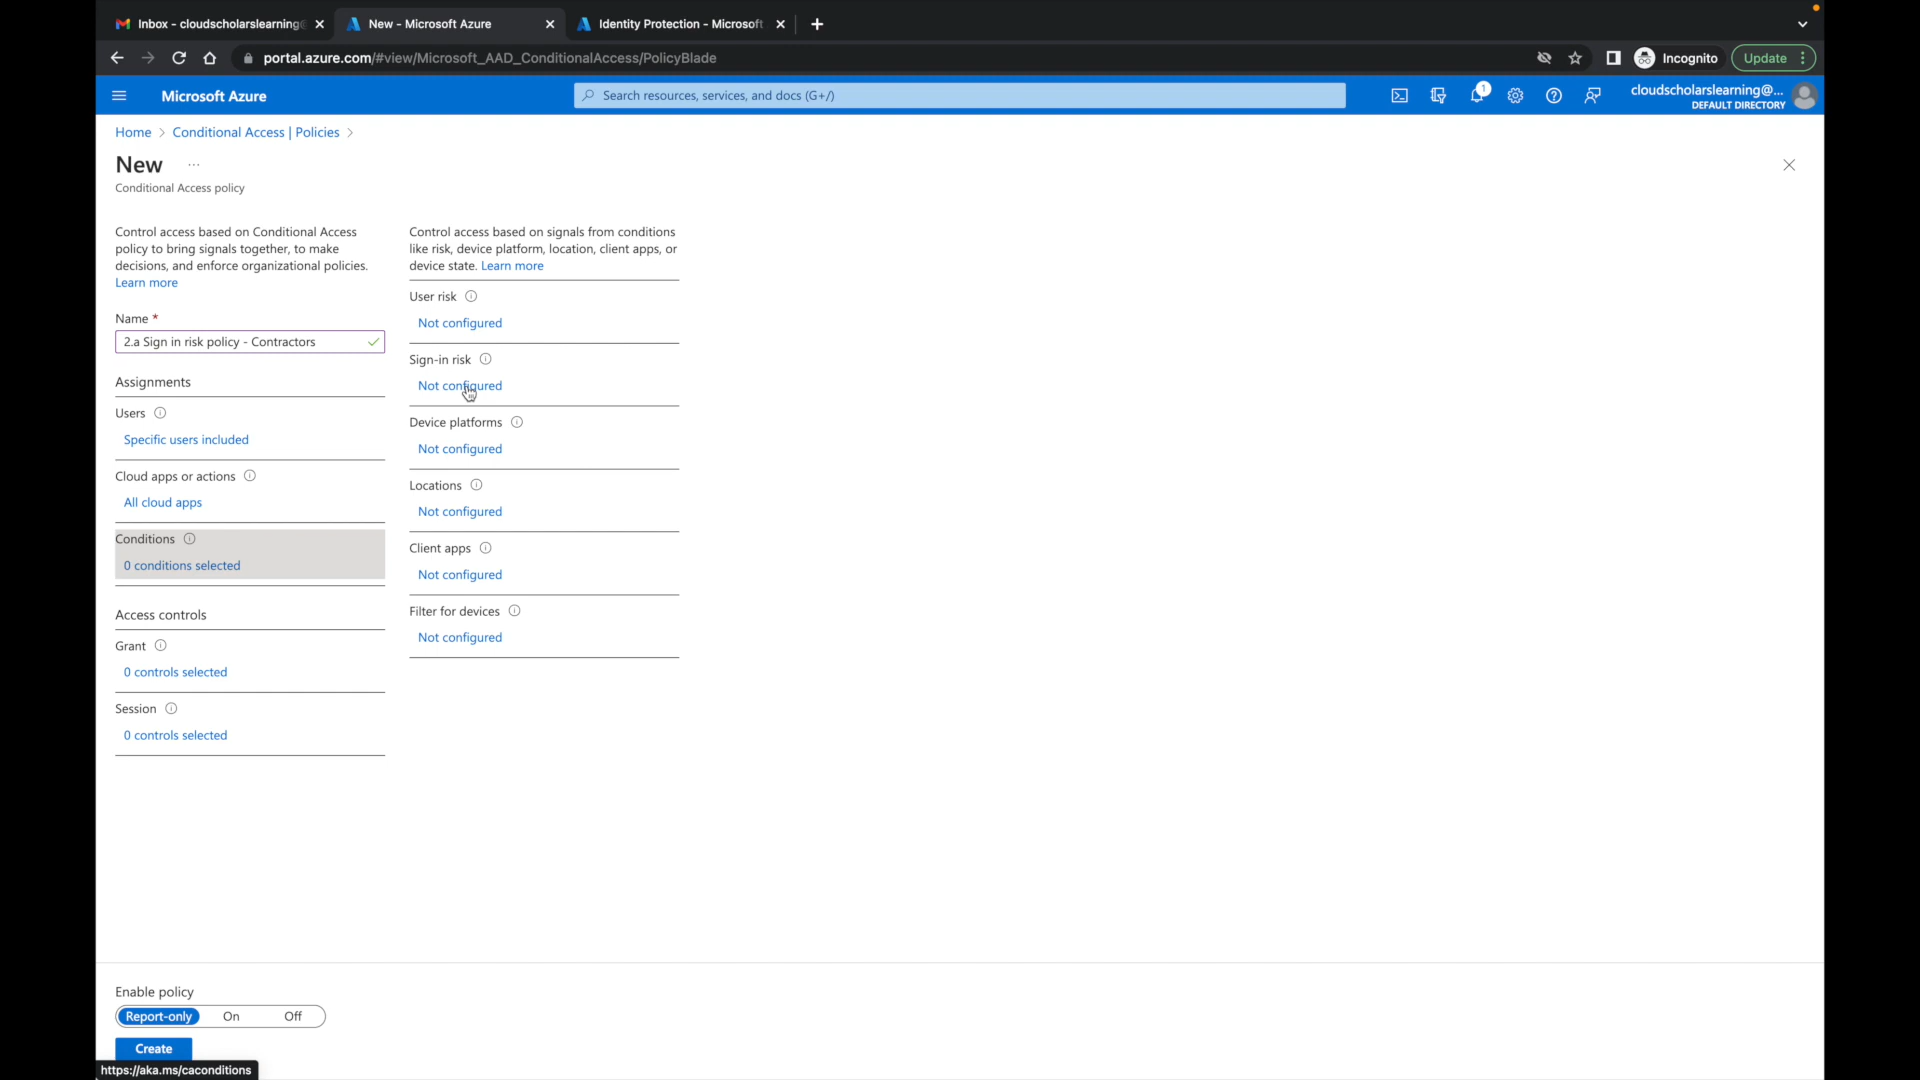 Inbox - cloudscholarslearning@
New - Microsoft Azure
Identity Protection - Microsoft
portal.azure.com/#view/Microsoft_AAD_ConditionalAccess/PolicyBlade
Incognito
Update
Microsoft Azure
Search resources, services, and docs (G+/)
1
cloudscholarslearning@...
DEFAULT DIRECTORY
Home > Conditional Access | Policies >
New ...
Conditional Access policy
Control access based on Conditional Access
policy to bring signals together, to make
decisions, and enforce organizational policies.
Learn more
Name *
2.a Sign in risk policy - Contractors
Assignments
Users
Specific users included
Cloud apps or actions
All cloud apps
Conditions
0 conditions selected
Access controls
Grant
0 controls selected
Session
0 controls selected
Control access based on signals from conditions
like risk, device platform, location, client apps, or
device state. Learn more
User risk
Not configured
Sign-in risk
Not configured
Device platforms
Not configured
Locations
Not configured
Client apps
Not configured
Filter for devices
Not configured
Enable policy
Report-only On Off
Create
https://aka.ms/caconditions